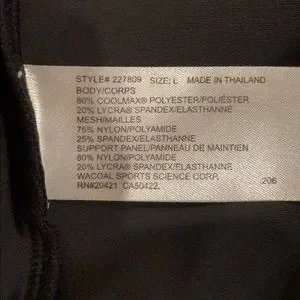 STYLE# 227809 SIZE: L MADE IN THAILAND
BODY/CORPS
80% COOLMAX® POLYESTER/POLIÉSTER
20% LYCRA® SPANDEX/ELASTHANNE
MESH/MAILLES
75% NYLON/POLYAMIDE
25% SPANDEX/ELASTHANNE
SUPPORT PANEL/PANNEAU DE MAINTIEN
80% NYLON/POLYAMIDE
20% LYCRA® SPANDEX/ELASTHANNE
WACOAL SPORTS SCIENCE CORP.
RN#20421 CA50422. 206